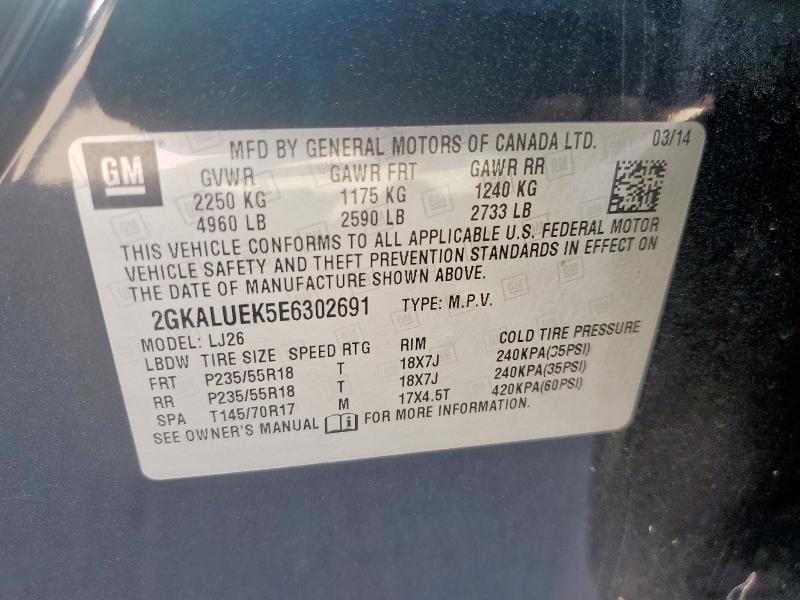 GM
MFD BY GENERAL MOTORS OF CANADA LTD. 03/14
GVWR GAWR FRT GAWR RR
2250 KG 1175 KG 1240 KG
4960 LB 2590 LB 2733 LB
THIS VEHICLE CONFORMS TO ALL APPLICABLE U.S. FEDERAL MOTOR
VEHICLE SAFETY AND THEFT PREVENTION STANDARDS IN EFFECT ON
THE DATE OF MANUFACTURE SHOWN ABOVE.
2GKALUEK5E6302691 TYPE: M.P.V.
MODEL: LJ26
LBDW TIRE SIZE SPEED RTG RIM COLD TIRE PRESSURE
FRT P235/55R18 T 18X7J 240KPA(35PSI)
RR P235/55R18 T 18X7J 240KPA(35PSI)
SPA T145/70R17 M 17X4.5T 420KPA(60PSI)
SEE OWNER'S MANUAL FOR MORE INFORMATION.